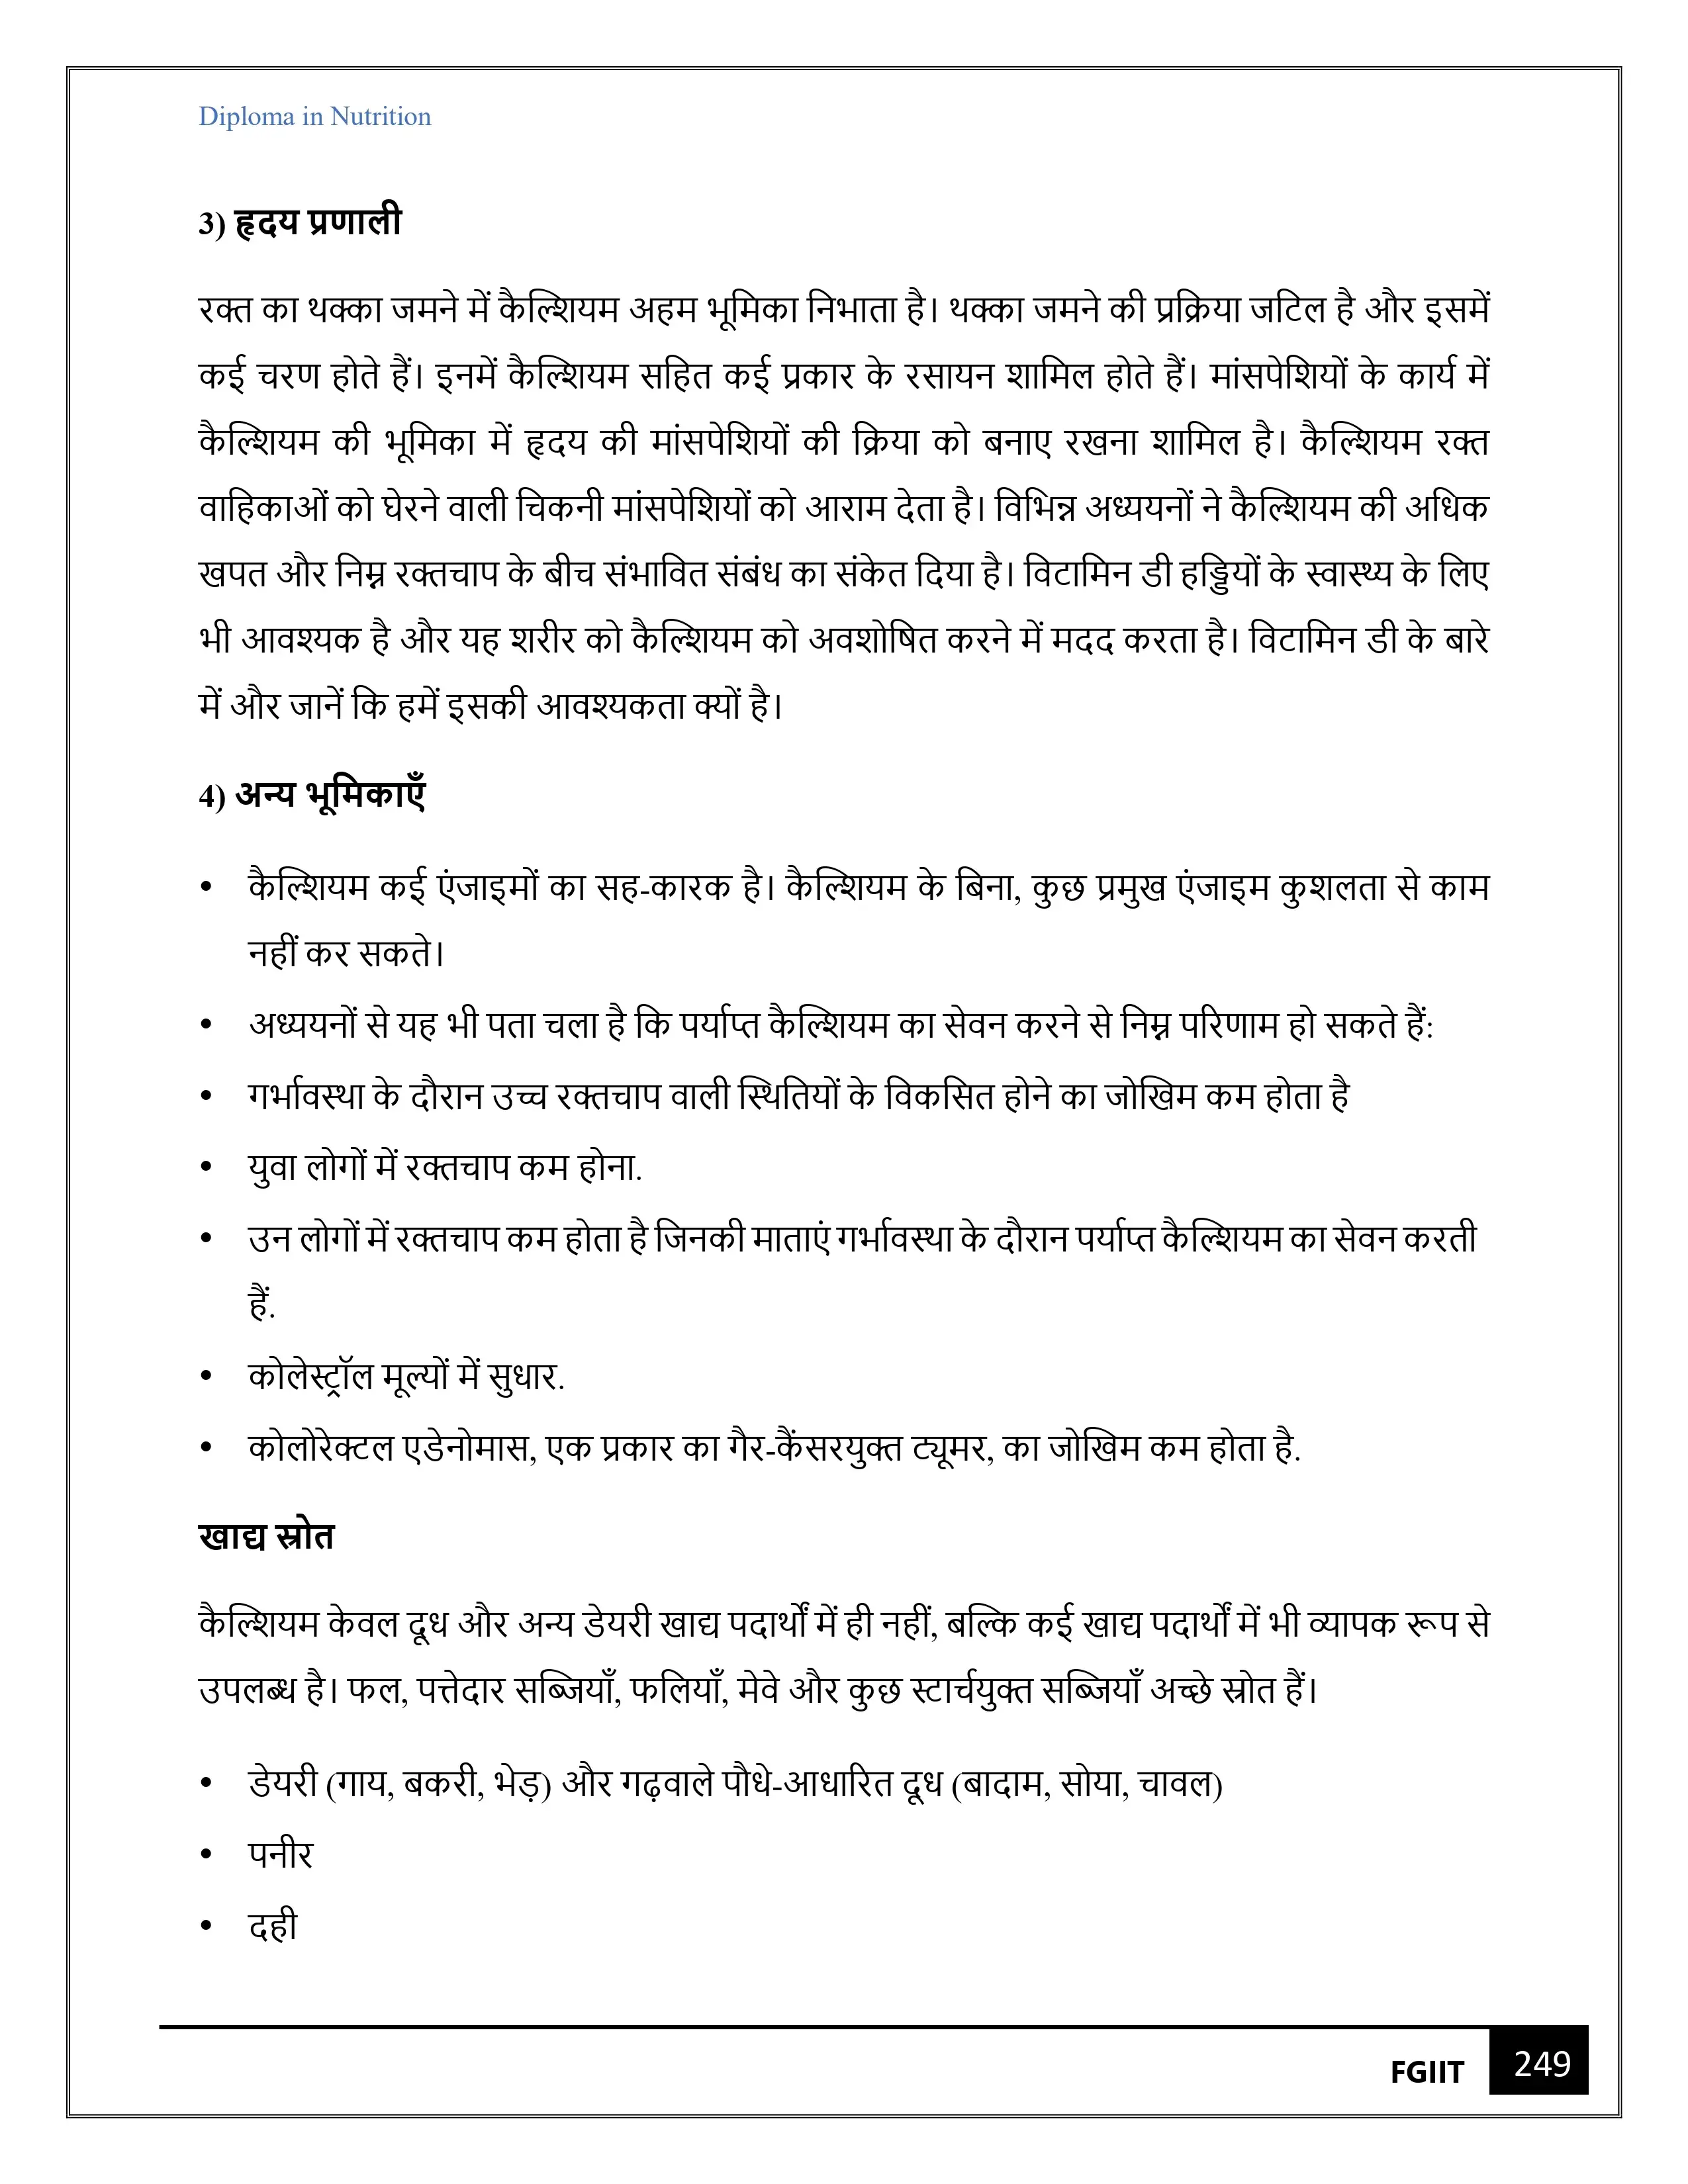 Diploma in Nutrition
3) हृदय प्रणाली
रक्त का थक्का जमने में कैल्शियम अहम भूमिका निभाता है। थक्का जमने की प्रक्रिया जटिल है और इसमें
कई चरण होते हैं। इनमें कैल्शियम सहित कई प्रकार के रसायन शामिल होते हैं। मांसपेशियों के कार्य में
कैल्शियम की भूमिका में हृदय की मांसपेशियों की क्रिया को बनाए रखना शामिल है। कैल्शियम रक्त
वाहिकाओं को घेरने वाली चिकनी मांसपेशियों को आराम देता है। विभिन्न अध्ययनों ने कैल्शियम की अधिक
खपत और निम्न रक्तचाप के बीच संभावित संबंध का संकेत दिया है। विटामिन डी हड्डियों के स्वास्थ्य के लिए
भी आवश्यक है और यह शरीर को कैल्शियम को अवशोषित करने में मदद करता है। विटामिन डी के बारे
में और जानें कि हमें इसकी आवश्यकता क्यों है।
4) अन्य भूमिकाएँ
• कैल्शियम कई एंजाइमों का सह-कारक है। कैल्शियम के बिना, कुछ प्रमुख एंजाइम कुशलता से काम
नहीं कर सकते।
• अध्ययनों से यह भी पता चला है कि पर्याप्त कैल्शियम का सेवन करने से निम्न परिणाम हो सकते हैं:
• गर्भावस्था के दौरान उच्च रक्तचाप वाली स्थितियों के विकसित होने का जोखिम कम होता है
• युवा लोगों में रक्तचाप कम होना.
• उन लोगों में रक्तचाप कम होता है जिनकी माताएं गर्भावस्था के दौरान पर्याप्त कैल्शियम का सेवन करती
हैं.
• कोलेस्ट्रॉल मूल्यों में सुधार.
• कोलोरेक्टल एडेनोमास, एक प्रकार का गैर-कैंसरयुक्त ट्यूमर, का जोखिम कम होता है.
खाद्य स्रोत
कैल्शियम केवल दूध और अन्य डेयरी खाद्य पदार्थों में ही नहीं, बल्कि कई खाद्य पदार्थों में भी व्यापक रूप से
उपलब्ध है। फल, पत्तेदार सब्जियाँ, फलियाँ, मेवे और कुछ स्टार्चयुक्त सब्जियाँ अच्छे स्रोत हैं।
• डेयरी (गाय, बकरी, भेड़) और गढ़वाले पौधे-आधारित दूध (बादाम, सोया, चावल)
• पनीर
• दही
FGIIT 249